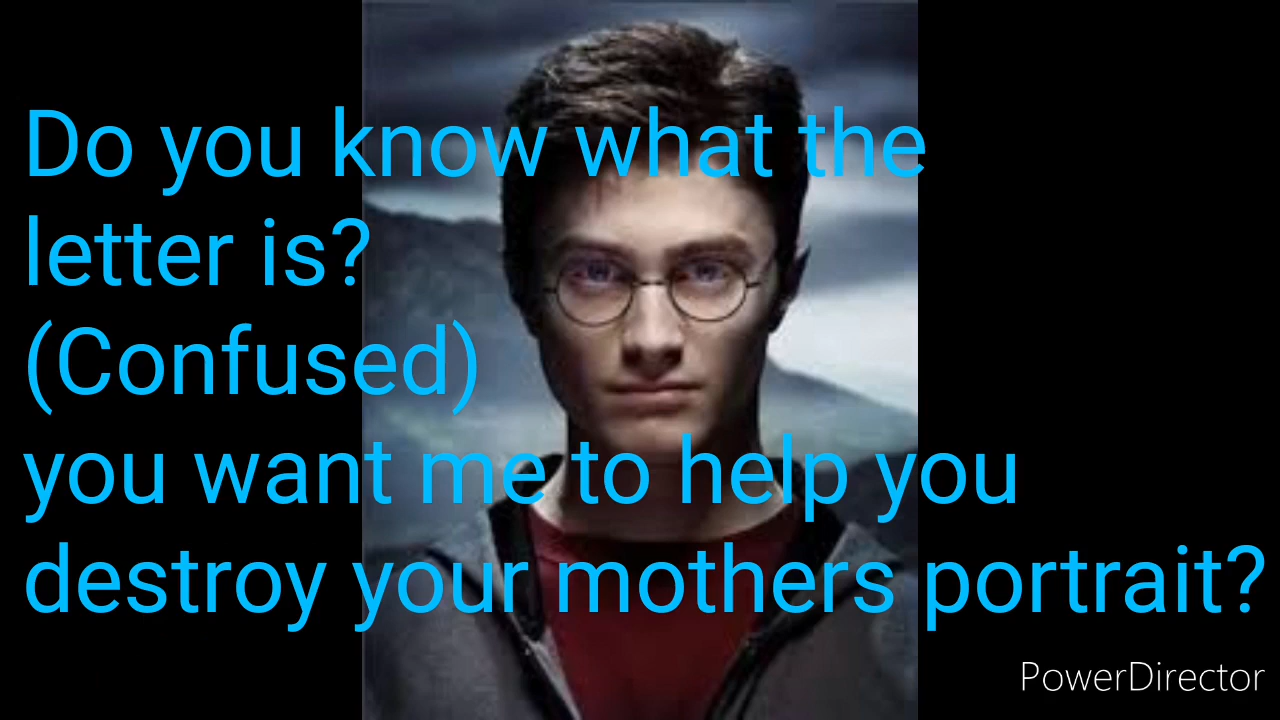 Do you know what the
letter is?
(Confused)
you want me to help you
destroy your mothers portrait?
PowerDirector